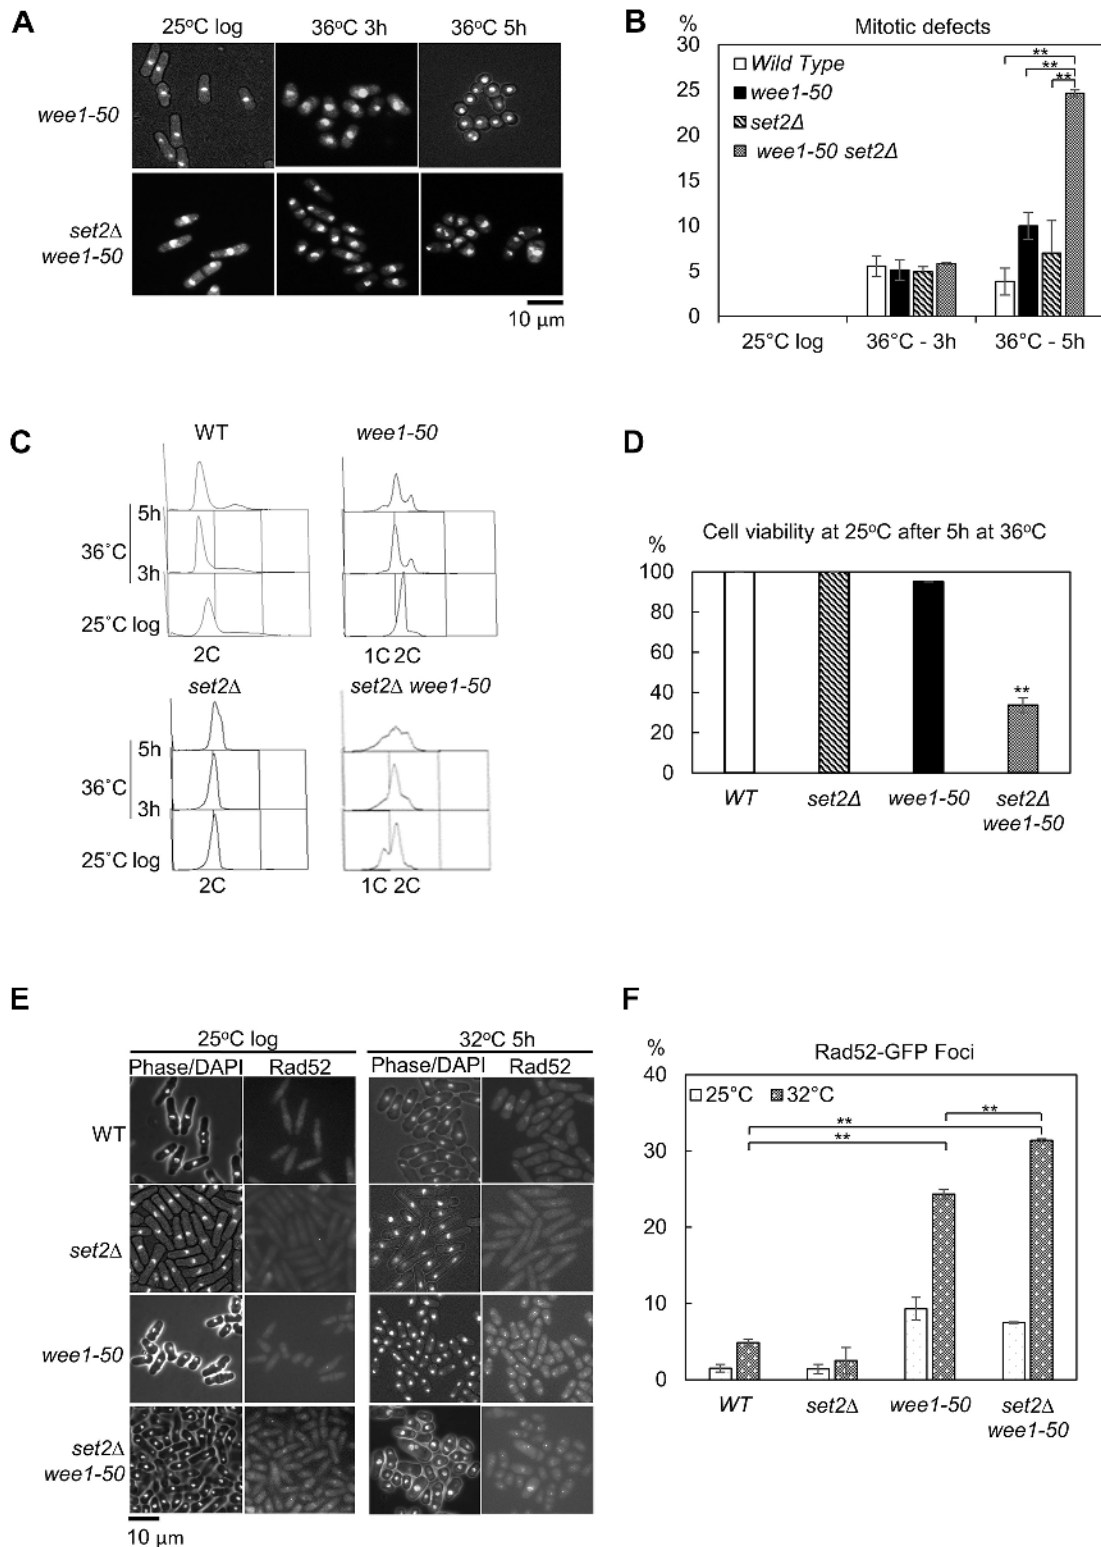 A
25°C log
36°C 3h
36°C 5h
wee1-50
set2Δ
wee1-50
10 µm
B
%
Mitotic defects
30
25
20
15
10
5
0
Wild Type
wee1-50
set2Δ
wee1-50 set2Δ
**
**
**
25°C log
36°C - 3h
36°C - 5h
C
WT
wee1-50
5h
36°C
3h
25°C log
2C
1C 2C
set2Δ
set2Δ wee1-50
5h
36°C
3h
25°C log
2C
1C 2C
D
Cell viability at 25°C after 5h at 36°C
%
100
80
60
40
20
0
**
WT
set2Δ
wee1-50
set2Δ
wee1-50
E
25°C log
32°C 5h
Phase/DAPI
Rad52
Phase/DAPI
Rad52
WT
set2Δ
wee1-50
set2Δ
wee1-50
10 µm
F
%
Rad52-GFP Foci
40
30
20
10
0
25°C
32°C
**
**
**
WT
set2Δ
wee1-50
set2Δ
wee1-50